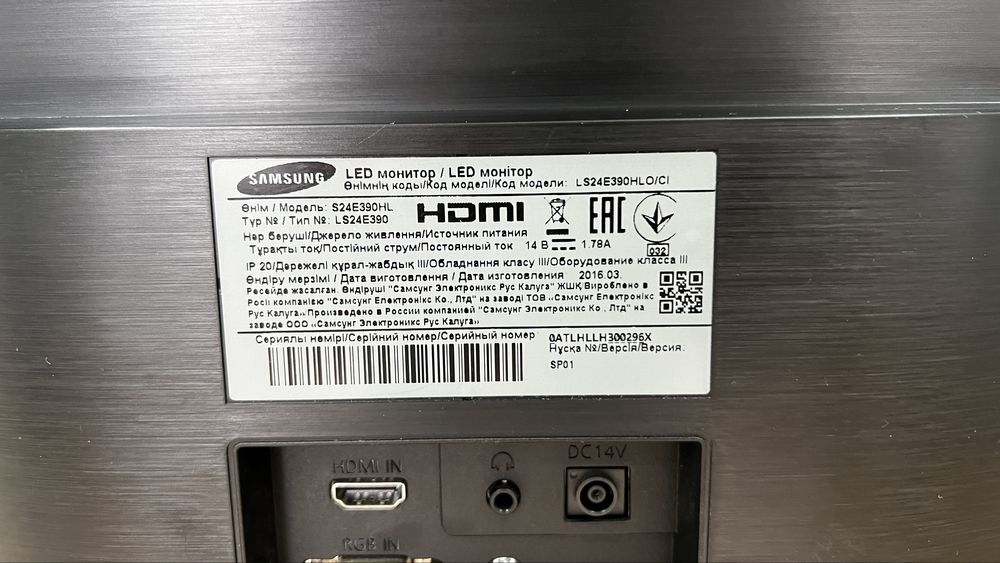 SAMSUNG
LED монитор / LED монітор
Өнімнің коды/Код моделі/Код модели: LS24E390HLO/CI
Өнім / Модель: S24E390HL
Түр № / Тип №: LS24E390
HDMI
EAC
032
Нәр беруші/Джерело живлення/Источник питания
Тұрақты тоқ/Постійний струм/Постоянный ток 14 В 1.78A
IP 20/Дәрежелі құрал-жабдық III/Обладнання класу III/Оборудование класса III
Өндіру мерзімі / Дата виготовлення / Дата изготовления 2016.03.
Ресейде жасалған. Өндіруші "Самсунг Электроникс Рус Калуга" ЖШҚ/Вироблено в
Росії компанією "Самсунг Електронікс Ко., Лтд" на заводі ТОВ «Самсунг Електронікс
Рус Калуга»/Произведено в России компанией "Самсунг Электроникс Ко., Лтд" на
заводе ООО «Самсунг Электроникс Рус Калуга»
Сериялы нөмірі/Серійний номер/Серийный номер 0ATLHLLH300296X
Нұсқа №/Версія/Версия:
SP01
HDMI IN
DC14V
RGB IN